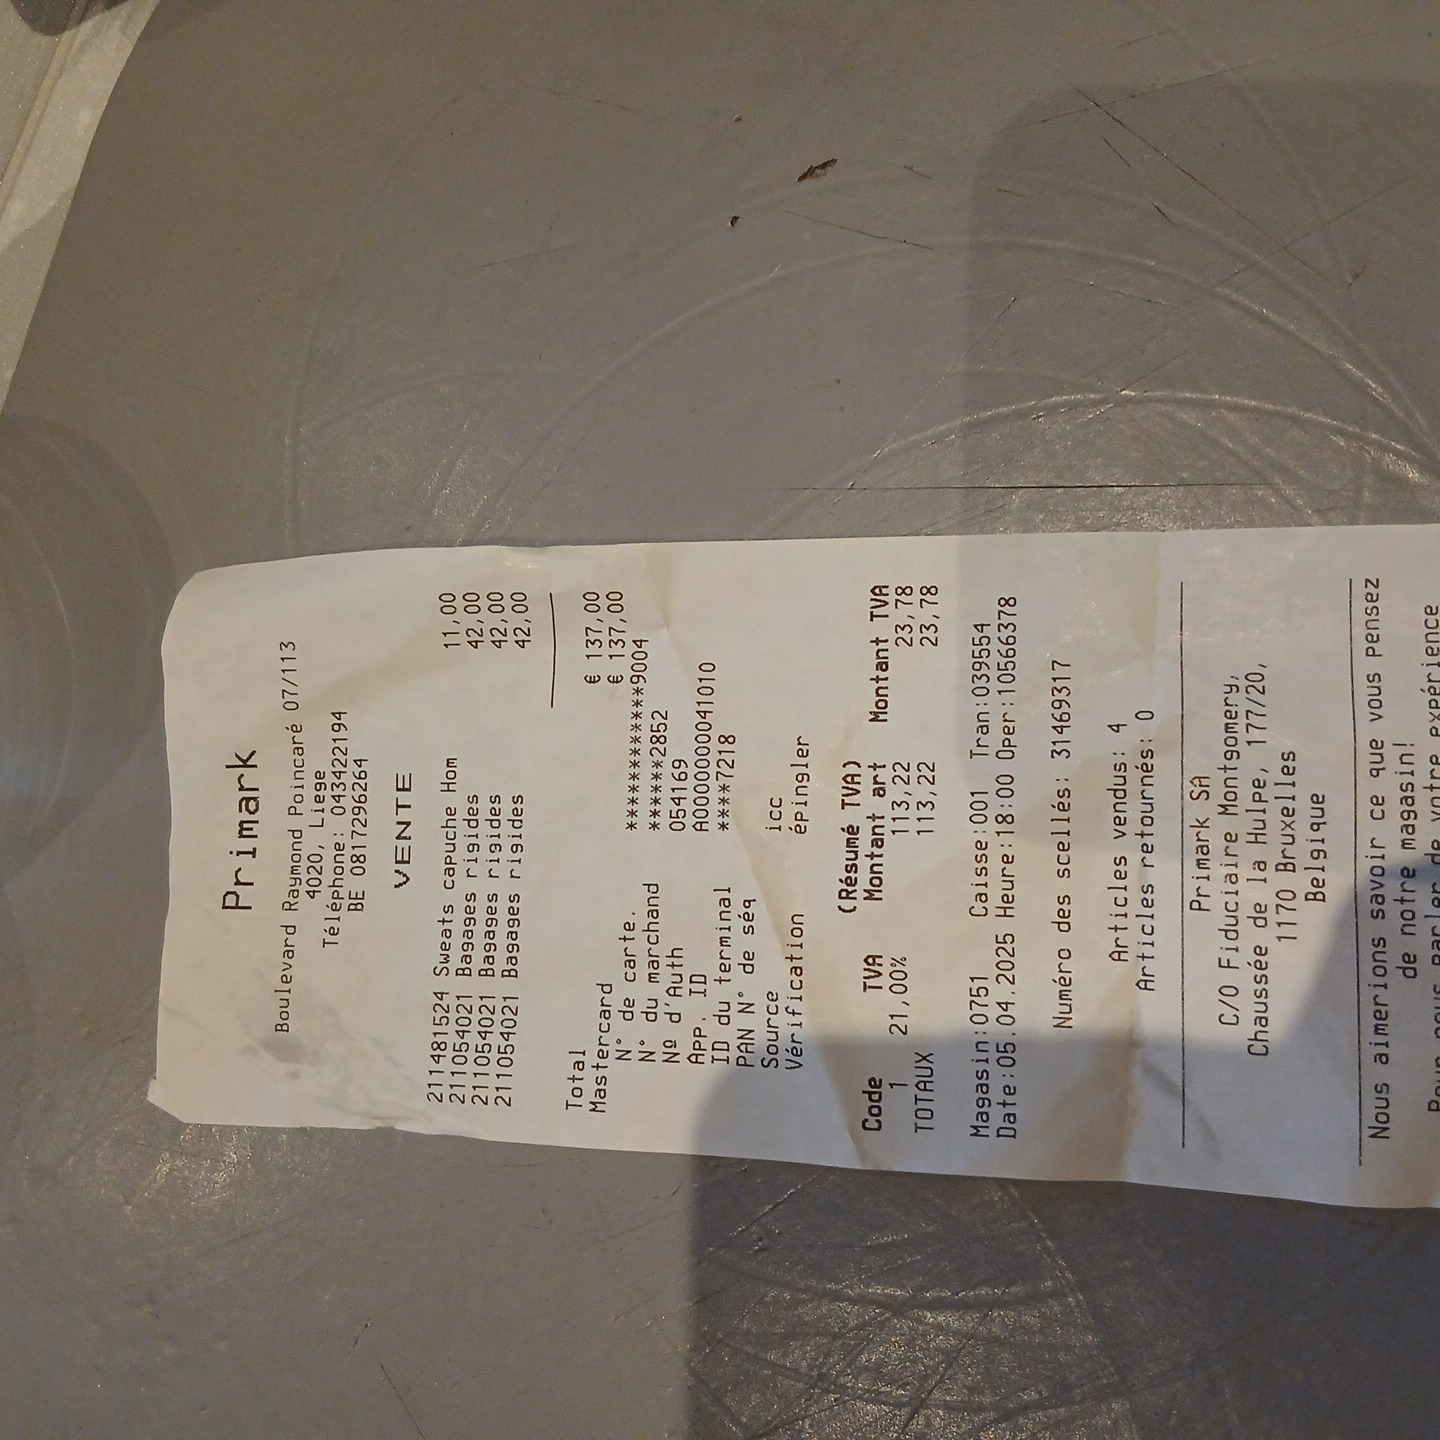 Primark
Boulevard Raymond Poincaré 07/113
4020, Liege
Téléphone: 043422194
BE 0817296264
VENTE
211481524 Sweats capuche Hom 11,00
211054021 Bagages rigides 42,00
211054021 Bagages rigides 42,00
211054021 Bagages rigides 42,00
Total € 137,00
Mastercard € 137,00
N° de carte. ************9004
N° du marchand ******2852
Nº d'Auth 054169
APP. ID A0000000041010
ID du terminal ****7218
PAN N° de séq
Source icc
Vérification épingler
(Résumé TVA)
Code TVA Montant art Montant TVA
1 21,00% 113,22 23,78
TOTAUX 113,22 23,78
Magasin:0751 Caisse:001 Tran:039554
Date:05.04.2025 Heure:18:00 Oper:10566378
Numéro des scellés: 31469317
Articles vendus: 4
Articles retournés: 0
Primark SA
C/O Fiduciaire Montgomery,
Chaussée de la Hulpe, 177/20,
1170 Bruxelles
Belgique
Nous aimerions savoir ce que vous pensez
de notre magasin!
Pour nous parler de votre expérience